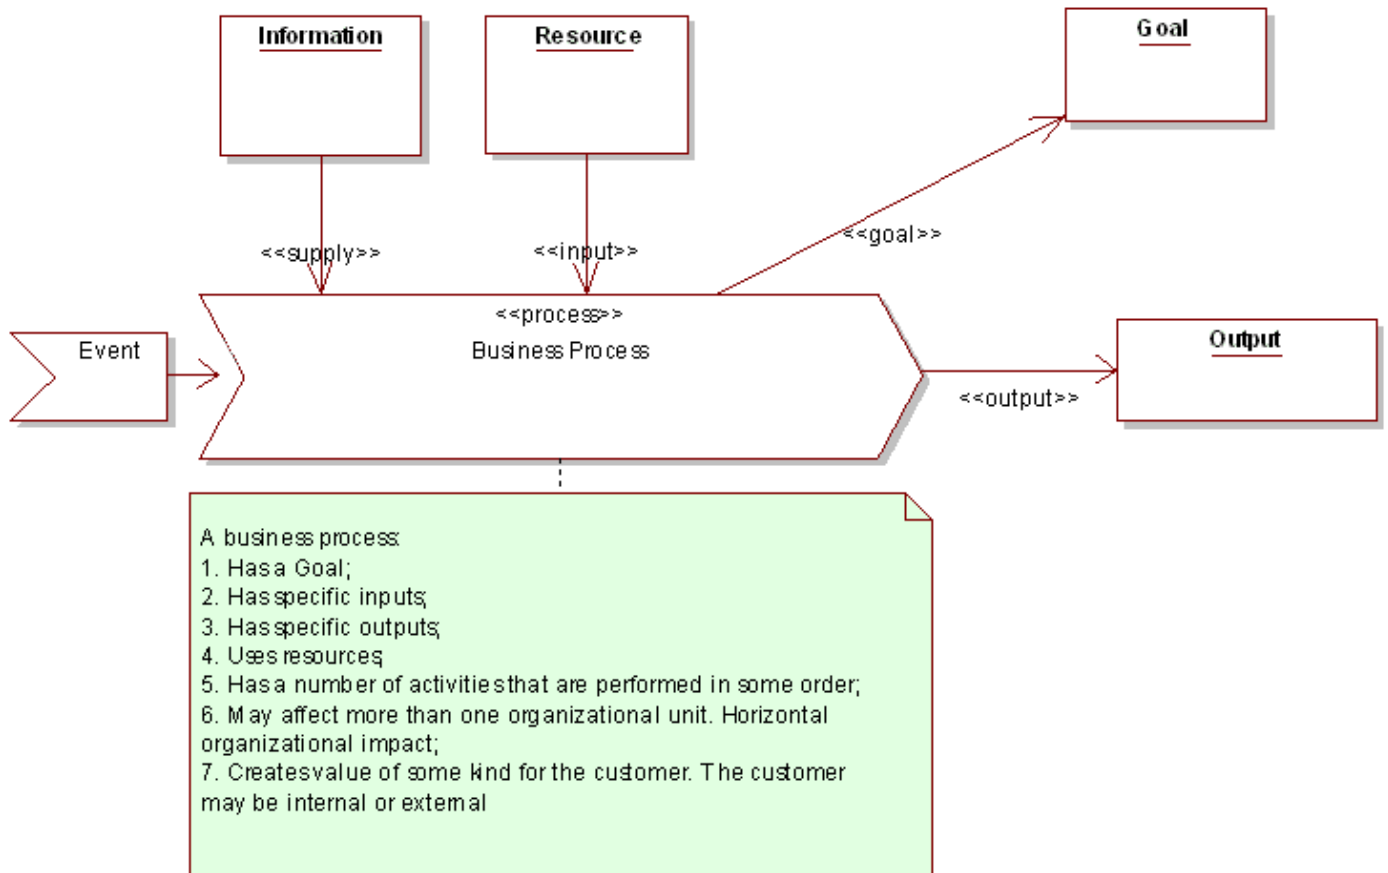 Information
Resource
Goal
<<supply>>
<<input>>
<<goal>>
<<process>>
Event
Business Process
Output
<<output>>
A business process:
1. Has a Goal;
2. Has specific inputs;
3. Has specific outputs;
4. Uses resources;
5. Has a number of activities that are performed in some order;
6. May affect more than one organizational unit. Horizontal
organizational impact;
7. Creates value of some kind for the customer. The customer
may be internal or external